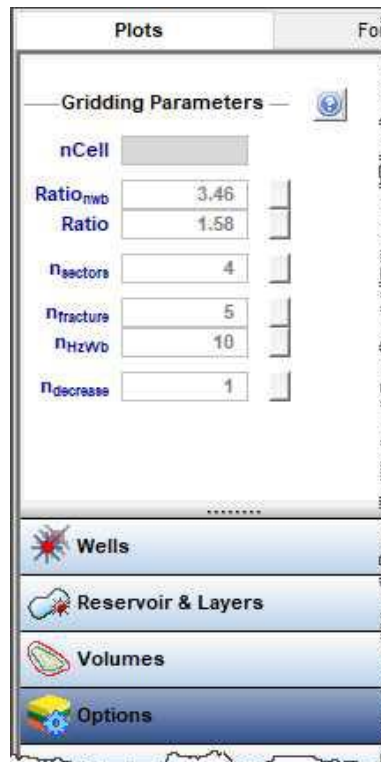 Plots Fo
Gridding Parameters
nCell
Rationwb 3.46
Ratio 1.58
nsectors 4
nfracture 5
nHzWb 10
ndecrease 1
Wells
Reservoir & Layers
Volumes
Options